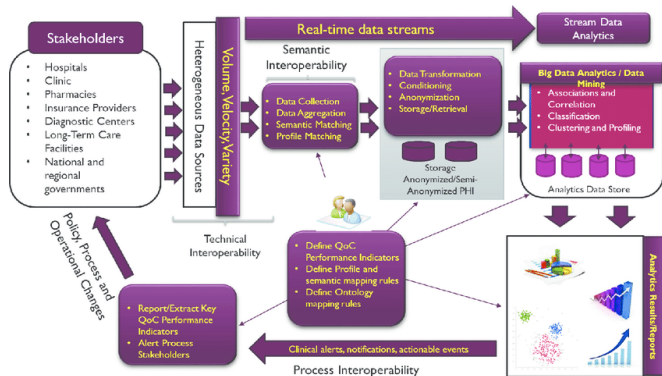 Stakeholders
• Hospitals
• Clinic
• Pharmacies
• Insurance Providers
• Diagnostic Centers
• Long-Term Care
Facilities
• National and
regional
governments
Heterogeneous Data Sources
Volume, Velocity, Variety
Real-time data streams
Stream Data
Analytics
Semantic
Interoperability
• Data Collection
• Data Aggregation
• Semantic Matching
• Profile Matching
• Data Transformation
• Conditioning
• Anonymization
• Storage/Retrieval
Storage
Anonymized/Semi-
Anonymized PHI
Big Data Analytics / Data
Mining
• Associations and
Correlation
• Classification
• Clustering and Profiling
Analytics Data Store
Technical
Interoperability
Policy, Process and
Operational Changes
• Define QoC
Performance Indicators
• Define Profile and
semantic mapping rules
• Define Ontology
mapping rules
• Report/Extract Key
QoC Performance
Indicators
• Alert Process
Stakeholders
Clinical alerts, notifications, actionable events
Process Interoperability
Analytics Results/Reports